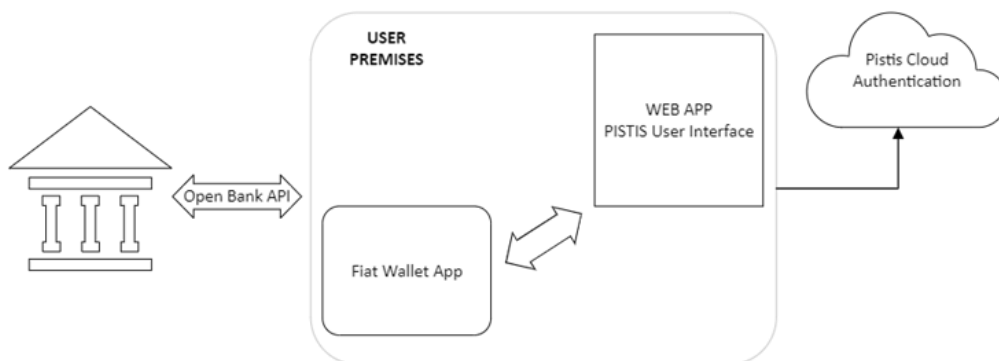 USER
PREMISES
WEB APP
PISTIS User Interface
Pistis Cloud
Authentication
Open Bank API
Fiat Wallet App